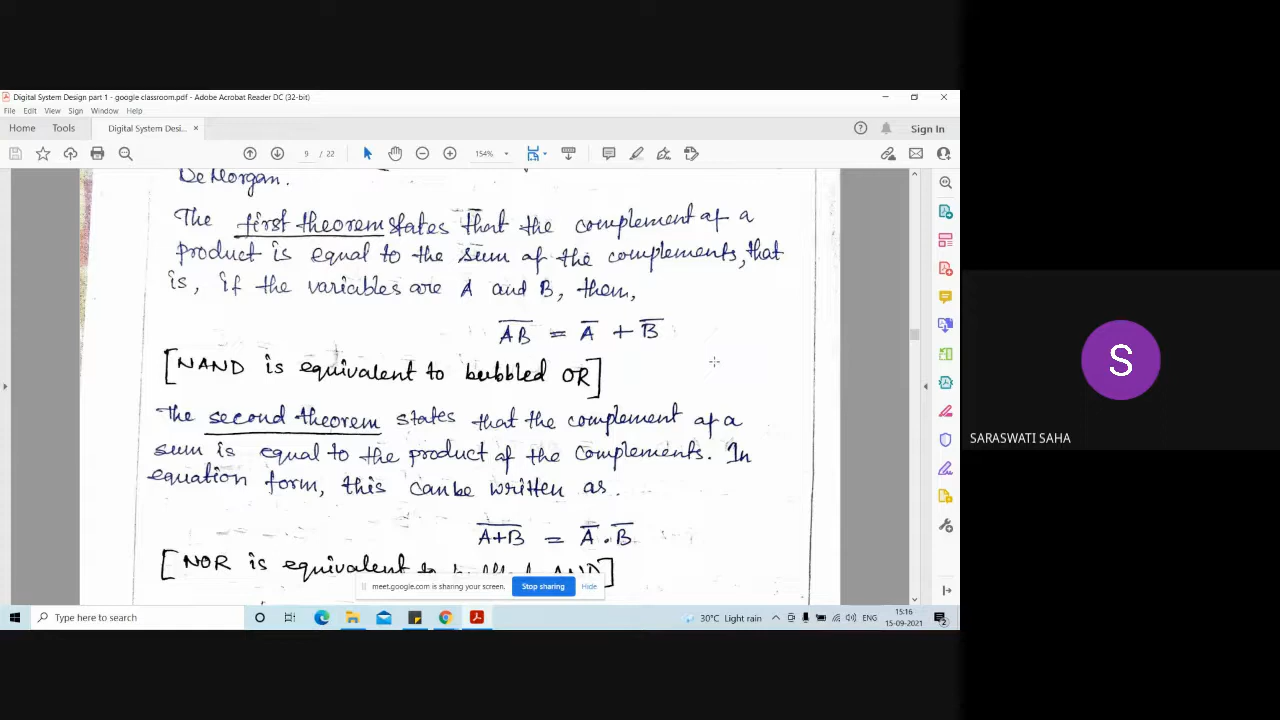 Digital System Design part 1 - google classroom.pdf - Adobe Acrobat Reader DC (32-bit)
File Edit View Sign Window Help
Home Tools Digital System Desi... × Sign In
9 / 22 154%
De Morgan.
The first theorem states that the complement of a
product is equal to the sum of the complements, that
is, if the variables are A and B, them,
A̅B̅ = A̅ + B̅
[NAND is equivalent to bubbled OR]
The second theorem states that the complement of a
sum is equal to the product of the complements. In
equation form, this can be written as.
A̅+̅B̅ = A̅ . B̅
[NOR is equivalent to AND]
meet.google.com is sharing your screen. Stop sharing Hide
S
SARASWATI SAHA
Type here to search
30°C Light rain ENG 15:16
15-09-2021 2